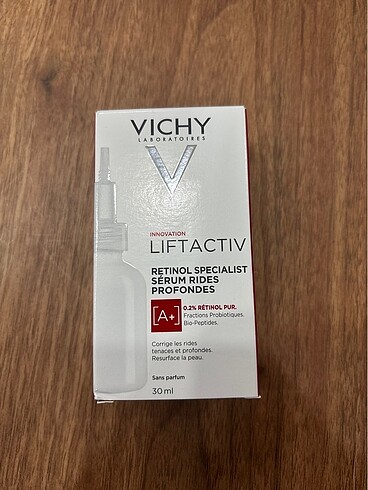 VICHY
LABORATOIRES
INNOVATION
LIFTACTIV
RETINOL SPECIALIST
SÉRUM RIDES
PROFONDES
[A+]
0.2% RÉTINOL PUR.
Fractions Probiotiques.
Bio-Peptides.
Corrige les rides
tenaces et profondes.
Resurface la peau.
Sans parfum
30 ml